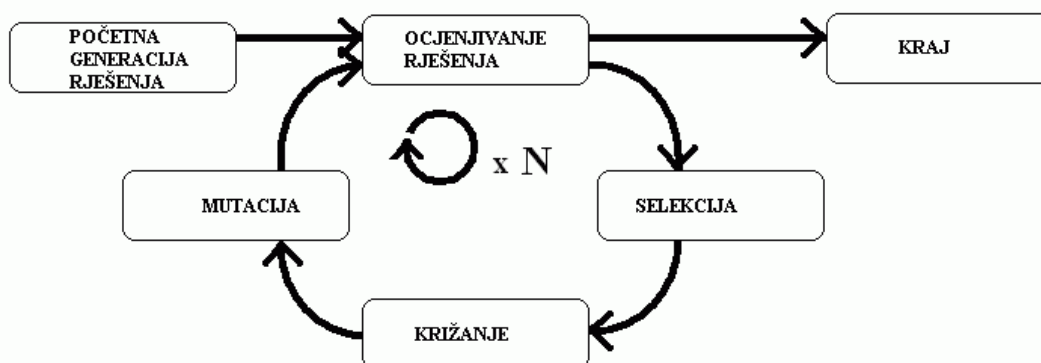 POČETNA
GENERACIJA
RJEŠENJA
OCJENJIVANJE
RJEŠENJA
KRAJ
x N
MUTACIJA
SELEKCIJA
KRIŽANJE